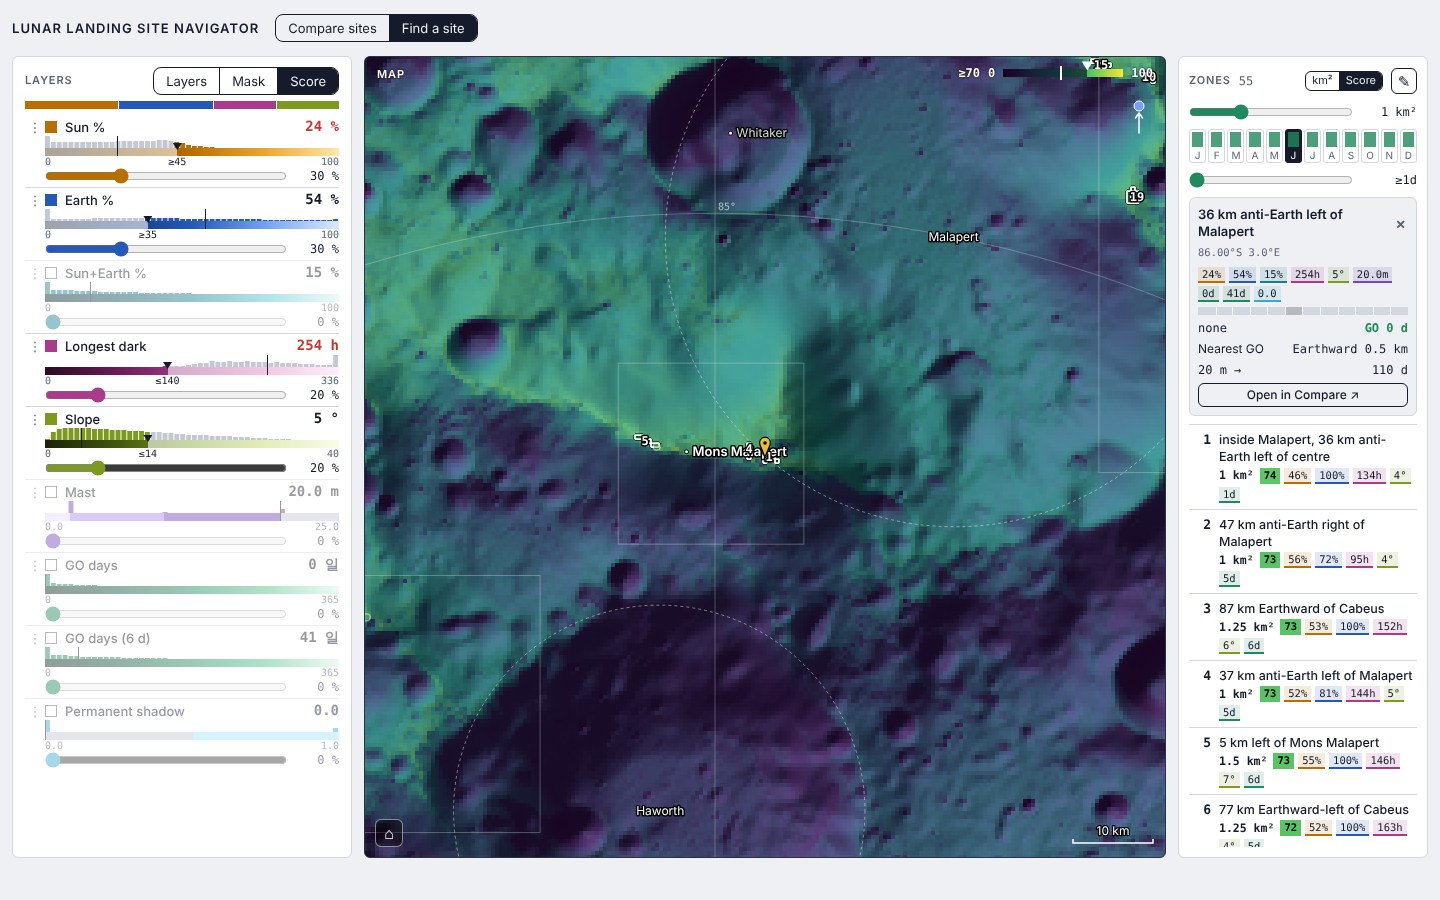 LUNAR LANDING SITE NAVIGATOR
Compare sites
Find a site
LAYERS
Layers
Mask
Score
Sun %
24 %
0
≥45
100
30 %
Earth %
54 %
0
≥35
100
30 %
Sun+Earth %
15 %
0
100
0 %
Longest dark
254 h
0
≤140
336
20 %
Slope
5 °
0
≤14
40
20 %
Mast
20.0 m
0.0
25.0
0 %
GO days
0 일
0
365
0 %
GO days (6 d)
41 일
0
365
0 %
Permanent shadow
0.0
0.0
1.0
0 %
MAP
≥70 0
100
15
19
Whitaker
85°
19
Malapert
5
4
Mons Malapert
1
Haworth
⌂
10 km
ZONES 55
km²
Score
✎
1 km²
J F M A M J J A S O N D
≥1d
36 km anti-Earth left of
Malapert
×
86.00°S 3.0°E
24% 54% 15% 254h 5° 20.0m
0d 41d 0.0
none
GO 0 d
Nearest GO
Earthward 0.5 km
20 m →
110 d
Open in Compare ↗
1 inside Malapert, 36 km anti-
Earth left of centre
1 km² 74 46% 100% 134h 4°
1d
2 47 km anti-Earth right of
Malapert
1 km² 73 56% 72% 95h 4°
5d
3 87 km Earthward of Cabeus
1.25 km² 73 53% 100% 152h
6° 6d
4 37 km anti-Earth left of Malapert
1 km² 73 52% 81% 144h 5°
5d
5 5 km left of Mons Malapert
1.5 km² 73 55% 100% 146h
7° 6d
6 77 km Earthward-left of Cabeus
1.25 km² 72 52% 100% 163h
4° 5d